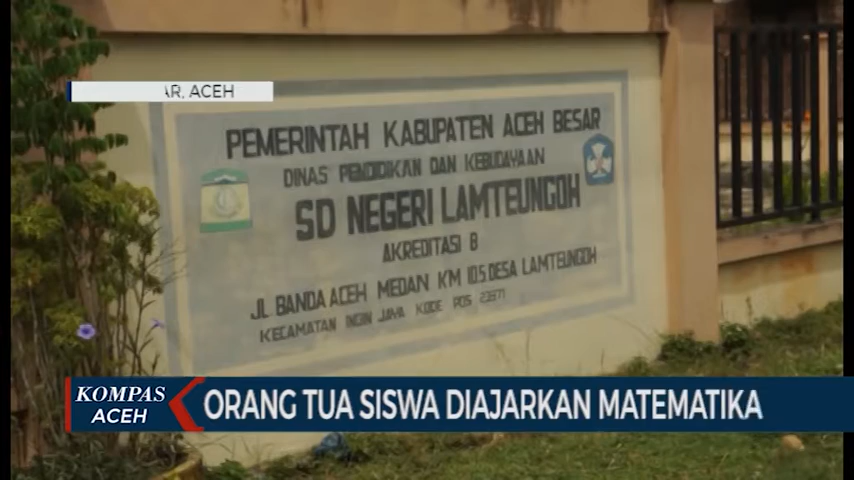 AR, ACEH
PEMERINTAH KABUPATEN ACEH BESAR
DINAS PENDIDIKAN DAN KEBUDAYAAN
SD NEGERI LAMTEUNGOH
AKREDITASI B
JL BANDA ACEH MEDAN KM 10.5 DESA LAMTEUNGOH
KECAMATAN INGIN JAYA KODE POS 23371
KOMPAS
ACEH
ORANG TUA SISWA DIAJARKAN MATEMATIKA